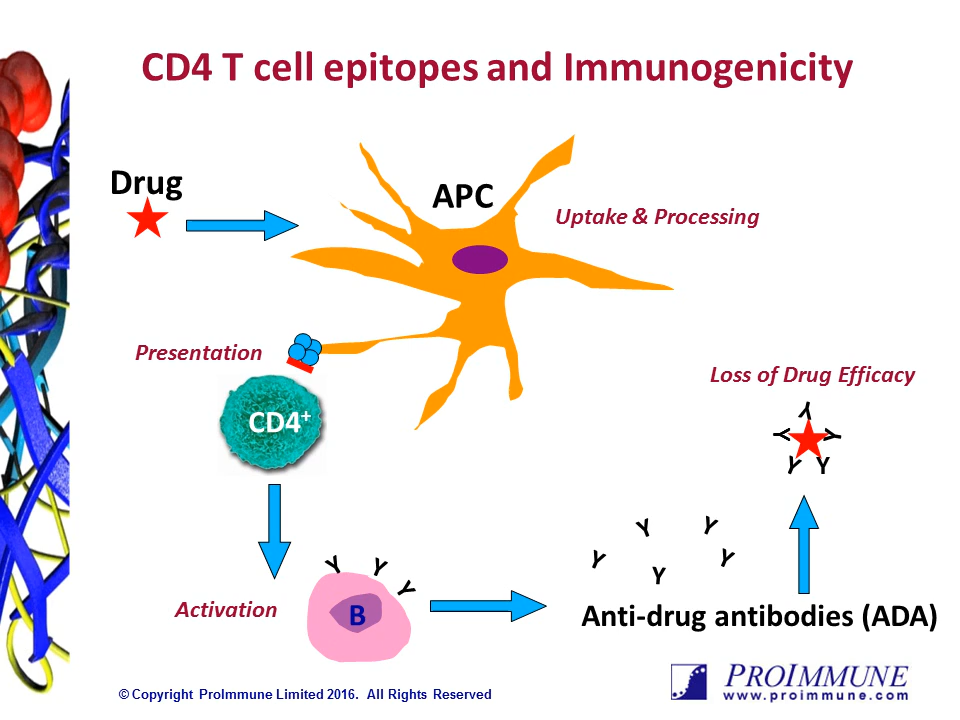 CD4 T cell epitopes and Immunogenicity
Drug
APC
Uptake & Processing
Presentation
CD4⁺
Loss of Drug Efficacy
Y
Y Y
Y Y
Y Y
Y Y
Y
Y Y
Y
Activation
B
Anti-drug antibodies (ADA)
© Copyright ProImmune Limited 2016. All Rights Reserved
PROIMMUNE
www.proimmune.com